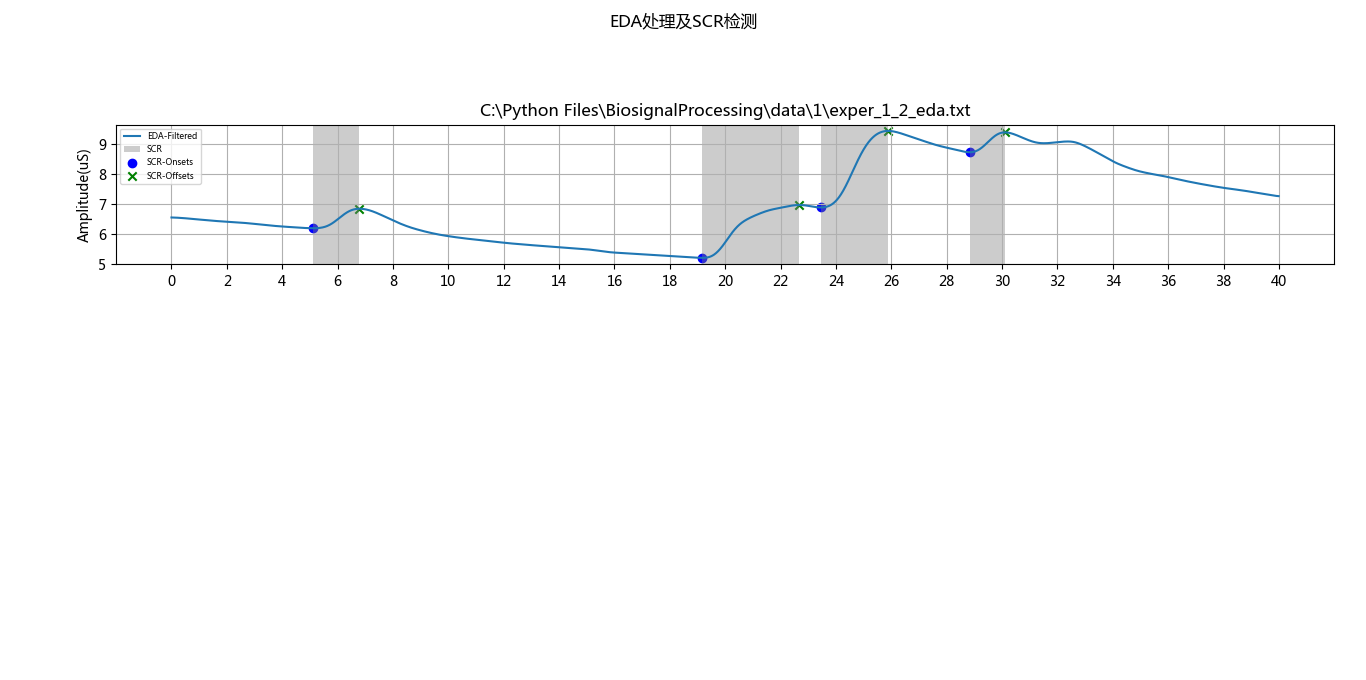 EDA处理及SCR检测
C:\Python Files\BiosignalProcessing\data\1\exper_1_2_eda.txt
EDA-Filtered
SCR
SCR-Onsets
SCR-Offsets
Amplitude(uS)
9
8
7
6
5
0 2 4 6 8 10 12 14 16 18 20 22 24 26 28 30 32 34 36 38 40